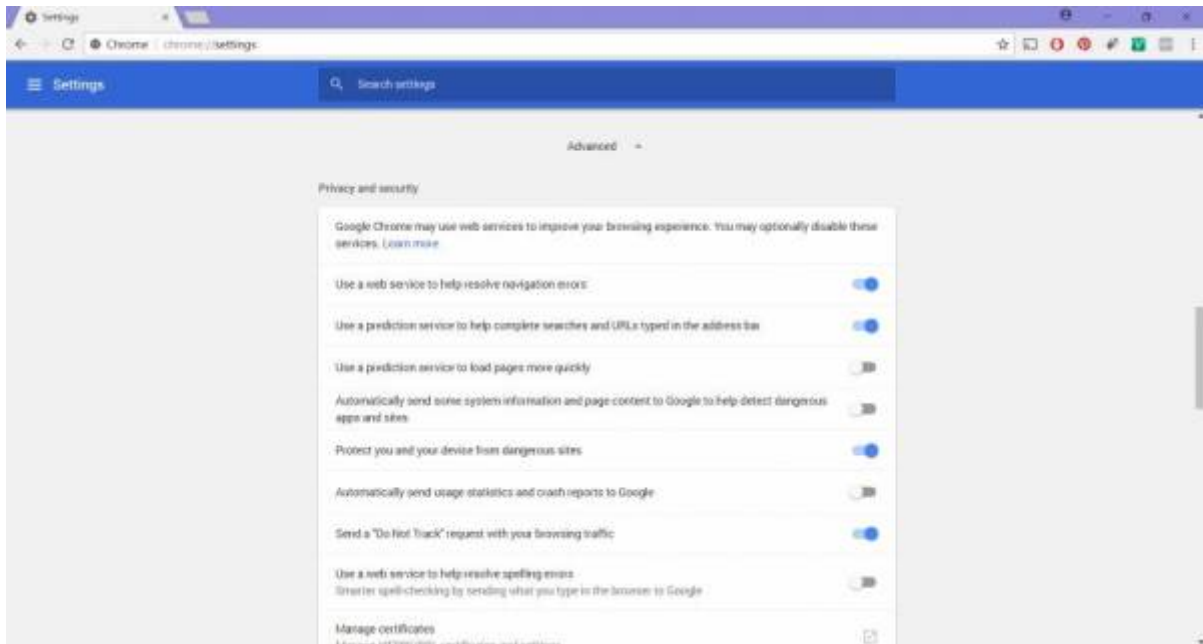 Settings
Chrome chrome://settings
Settings
Search settings
Advanced
Privacy and security
Google Chrome may use web services to improve your browsing experience. You may optionally disable these
services. Learn more
Use a web service to help resolve navigation errors
Use a prediction service to help complete searches and URLs typed in the address bar
Use a prediction service to load pages more quickly
Automatically send some system information and page content to Google to help detect dangerous
apps and sites
Protect you and your device from dangerous sites
Automatically send usage statistics and crash reports to Google
Send a "Do Not Track" request with your browsing traffic
Use a web service to help resolve spelling errors
Smarter spell-checking by sending what you type in the browser to Google
Manage certificates